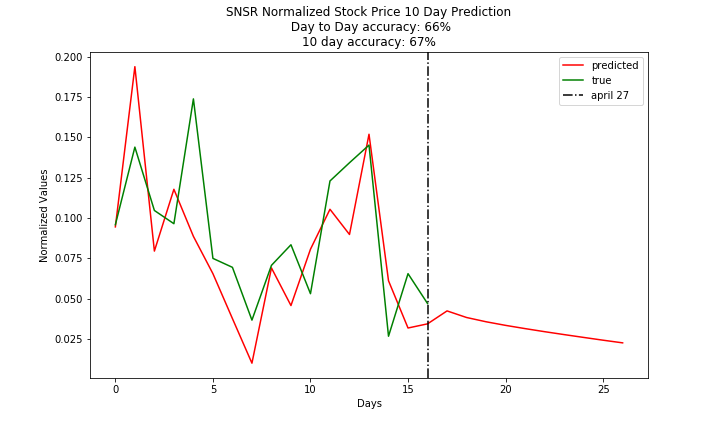 SNSR Normalized Stock Price 10 Day Prediction
Day to Day accuracy: 66%
10 day accuracy: 67%
predicted
true
april 27
0.200
0.175
0.150
0.125
0.100
0.075
0.050
0.025
Normalized Values
0
5
10
15
20
25
Days